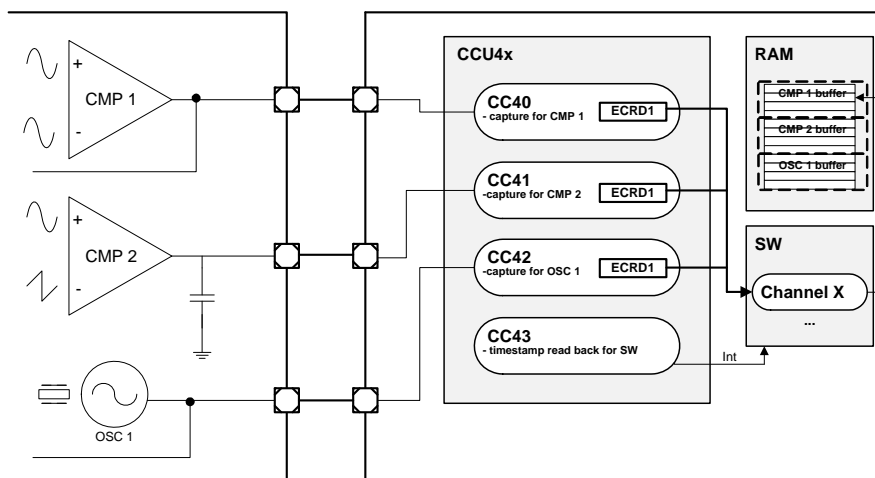 CCU4x
RAM
CMP 1 buffer
CMP 2 buffer
OSC 1 buffer
+
CMP 1
-
CC40
- capture for CMP 1
ECRD1
CC41
-capture for CMP 2
ECRD1
+
CMP 2
-
CC42
-capture for OSC 1
ECRD1
SW
Channel X
...
CC43
- timestamp read back for SW
Int
OSC 1